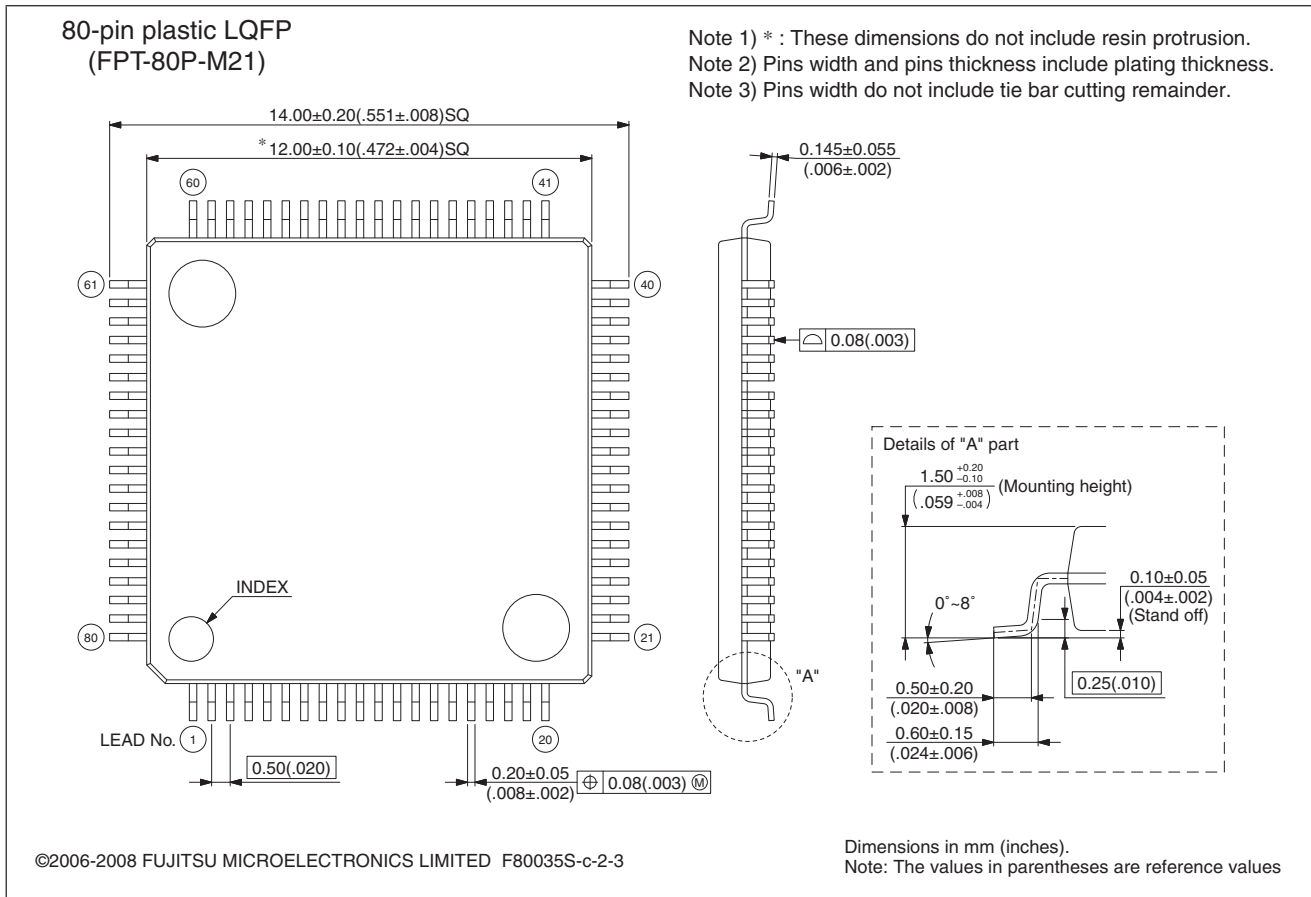 80-pin plastic LQFP
(FPT-80P-M21)
Note 1) * : These dimensions do not include resin protrusion.
Note 2) Pins width and pins thickness include plating thickness.
Note 3) Pins width do not include tie bar cutting remainder.
14.00±0.20(.551±.008)SQ
*12.00±0.10(.472±.004)SQ
0.145±0.055
(.006±.002)
60
41
61
40
0.08(.003)
Details of "A" part
1.50 +0.20 –0.10 (Mounting height)
(.059 +.008 –.004)
INDEX
0.10±0.05
(.004±.002)
(Stand off)
0˚~8˚
80
21
"A"
0.25(.010)
0.50±0.20
(.020±.008)
0.60±0.15
(.024±.006)
LEAD No. 1
20
0.50(.020)
0.20±0.05
(.008±.002)
⌖ 0.08(.003) Ⓜ
©2006-2008 FUJITSU MICROELECTRONICS LIMITED F80035S-c-2-3
Dimensions in mm (inches).
Note: The values in parentheses are reference values